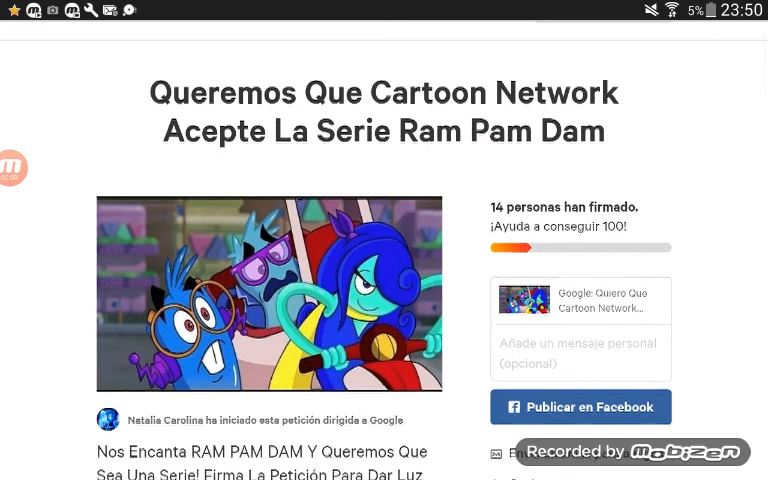 5% 23:50
Queremos Que Cartoon Network
Acepte La Serie Ram Pam Dam
14 personas han firmado.
¡Ayuda a conseguir 100!
Google: Quiero Que
Cartoon Network...
Añade un mensaje personal
(opcional)
Publicar en Facebook
Natalia Carolina ha iniciado esta petición dirigida a Google
Nos Encanta RAM PAM DAM Y Queremos Que
Sea Una Serie! Firma La Petición Para Dar Luz
Recorded by Mobizen